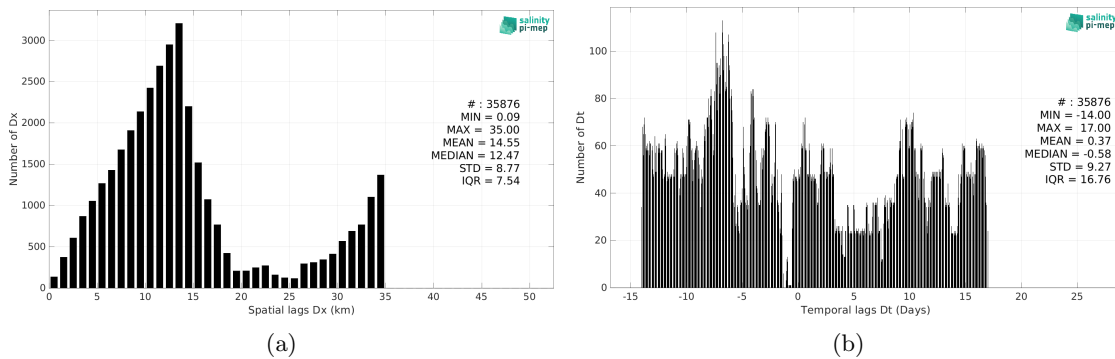 3000
2500
2000
1500
1000
500
0
Number of Dx
0 5 10 15 20 25 30 35 40 45 50
Spatial lags Dx (km)
salinity
pi-mep
# : 35876
MIN = 0.09
MAX = 35.00
MEAN = 14.55
MEDIAN = 12.47
STD = 8.77
IQR = 7.54
(a)
100
80
60
40
20
0
Number of Dt
-15 -10 -5 0 5 10 15 20 25
Temporal lags Dt (Days)
salinity
pi-mep
# : 35876
MIN = -14.00
MAX = 17.00
MEAN = 0.37
MEDIAN = -0.58
STD = 9.27
IQR = 16.76
(b)